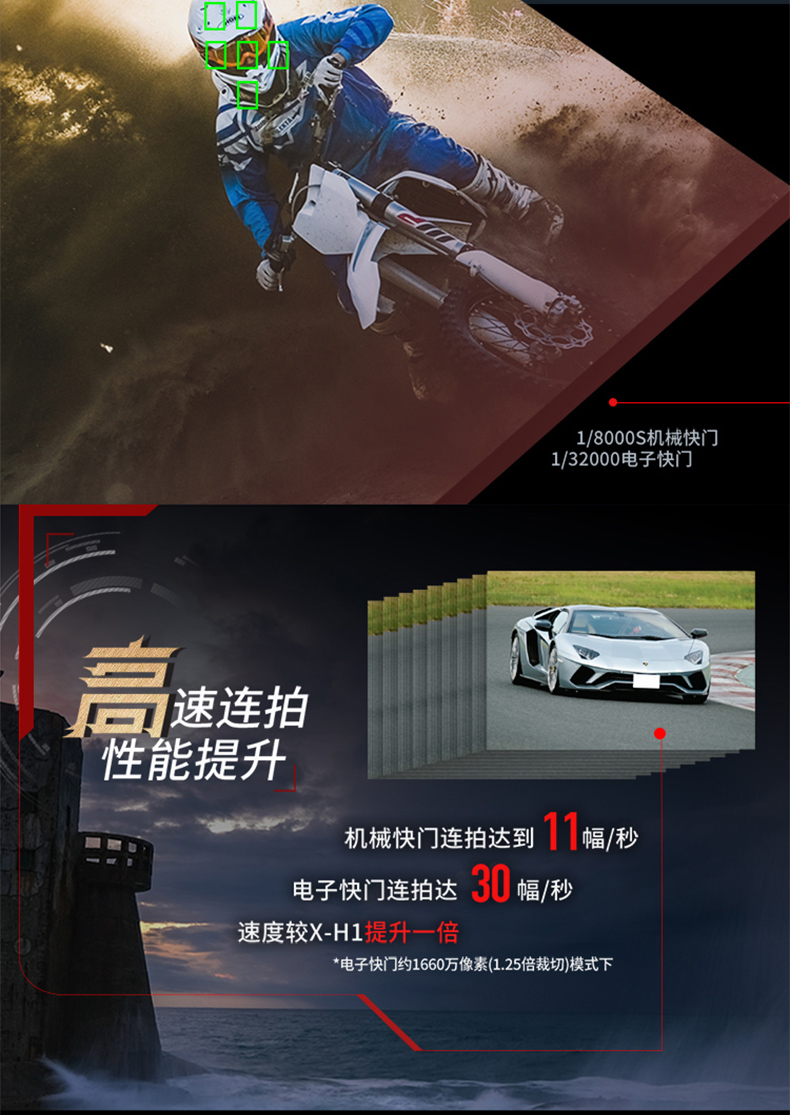 1/8000S机械快门
1/32000电子快门
高速连拍
性能提升
机械快门连拍达到 11幅/秒
电子快门连拍达 30 幅/秒
速度较X-H1提升一倍
*电子快门约1660万像素(1.25倍裁切)模式下